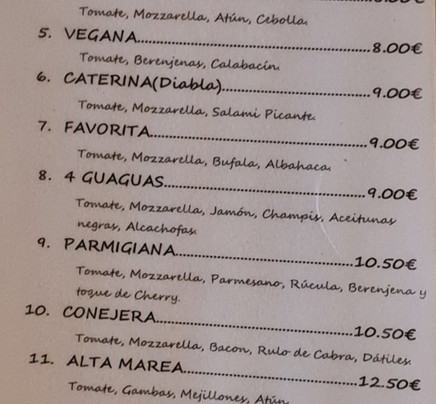 Tomate, Mozzarella, Atún, Cebolla.
5. VEGANA..........8.00€
Tomate, Berenjenas, Calabacín.
6. CATERINA(Diabla)..........9.00€
Tomate, Mozzarella, Salami Picante.
7. FAVORITA..........9.00€
Tomate, Mozzarella, Bufala, Albahaca.
8. 4 GUAGUAS..........9.00€
Tomate, Mozzarella, Jamón, Champis, Aceitunas
negras, Alcachofas.
9. PARMIGIANA..........10.50€
Tomate, Mozzarella, Parmesano, Rúcula, Berenjena y
toque de Cherry.
10. CONEJERA..........10.50€
Tomate, Mozzarella, Bacon, Rulo de Cabra, Dátiles.
11. ALTA MAREA..........12.50€
Tomate, Gambas, Mejillones, Atún.